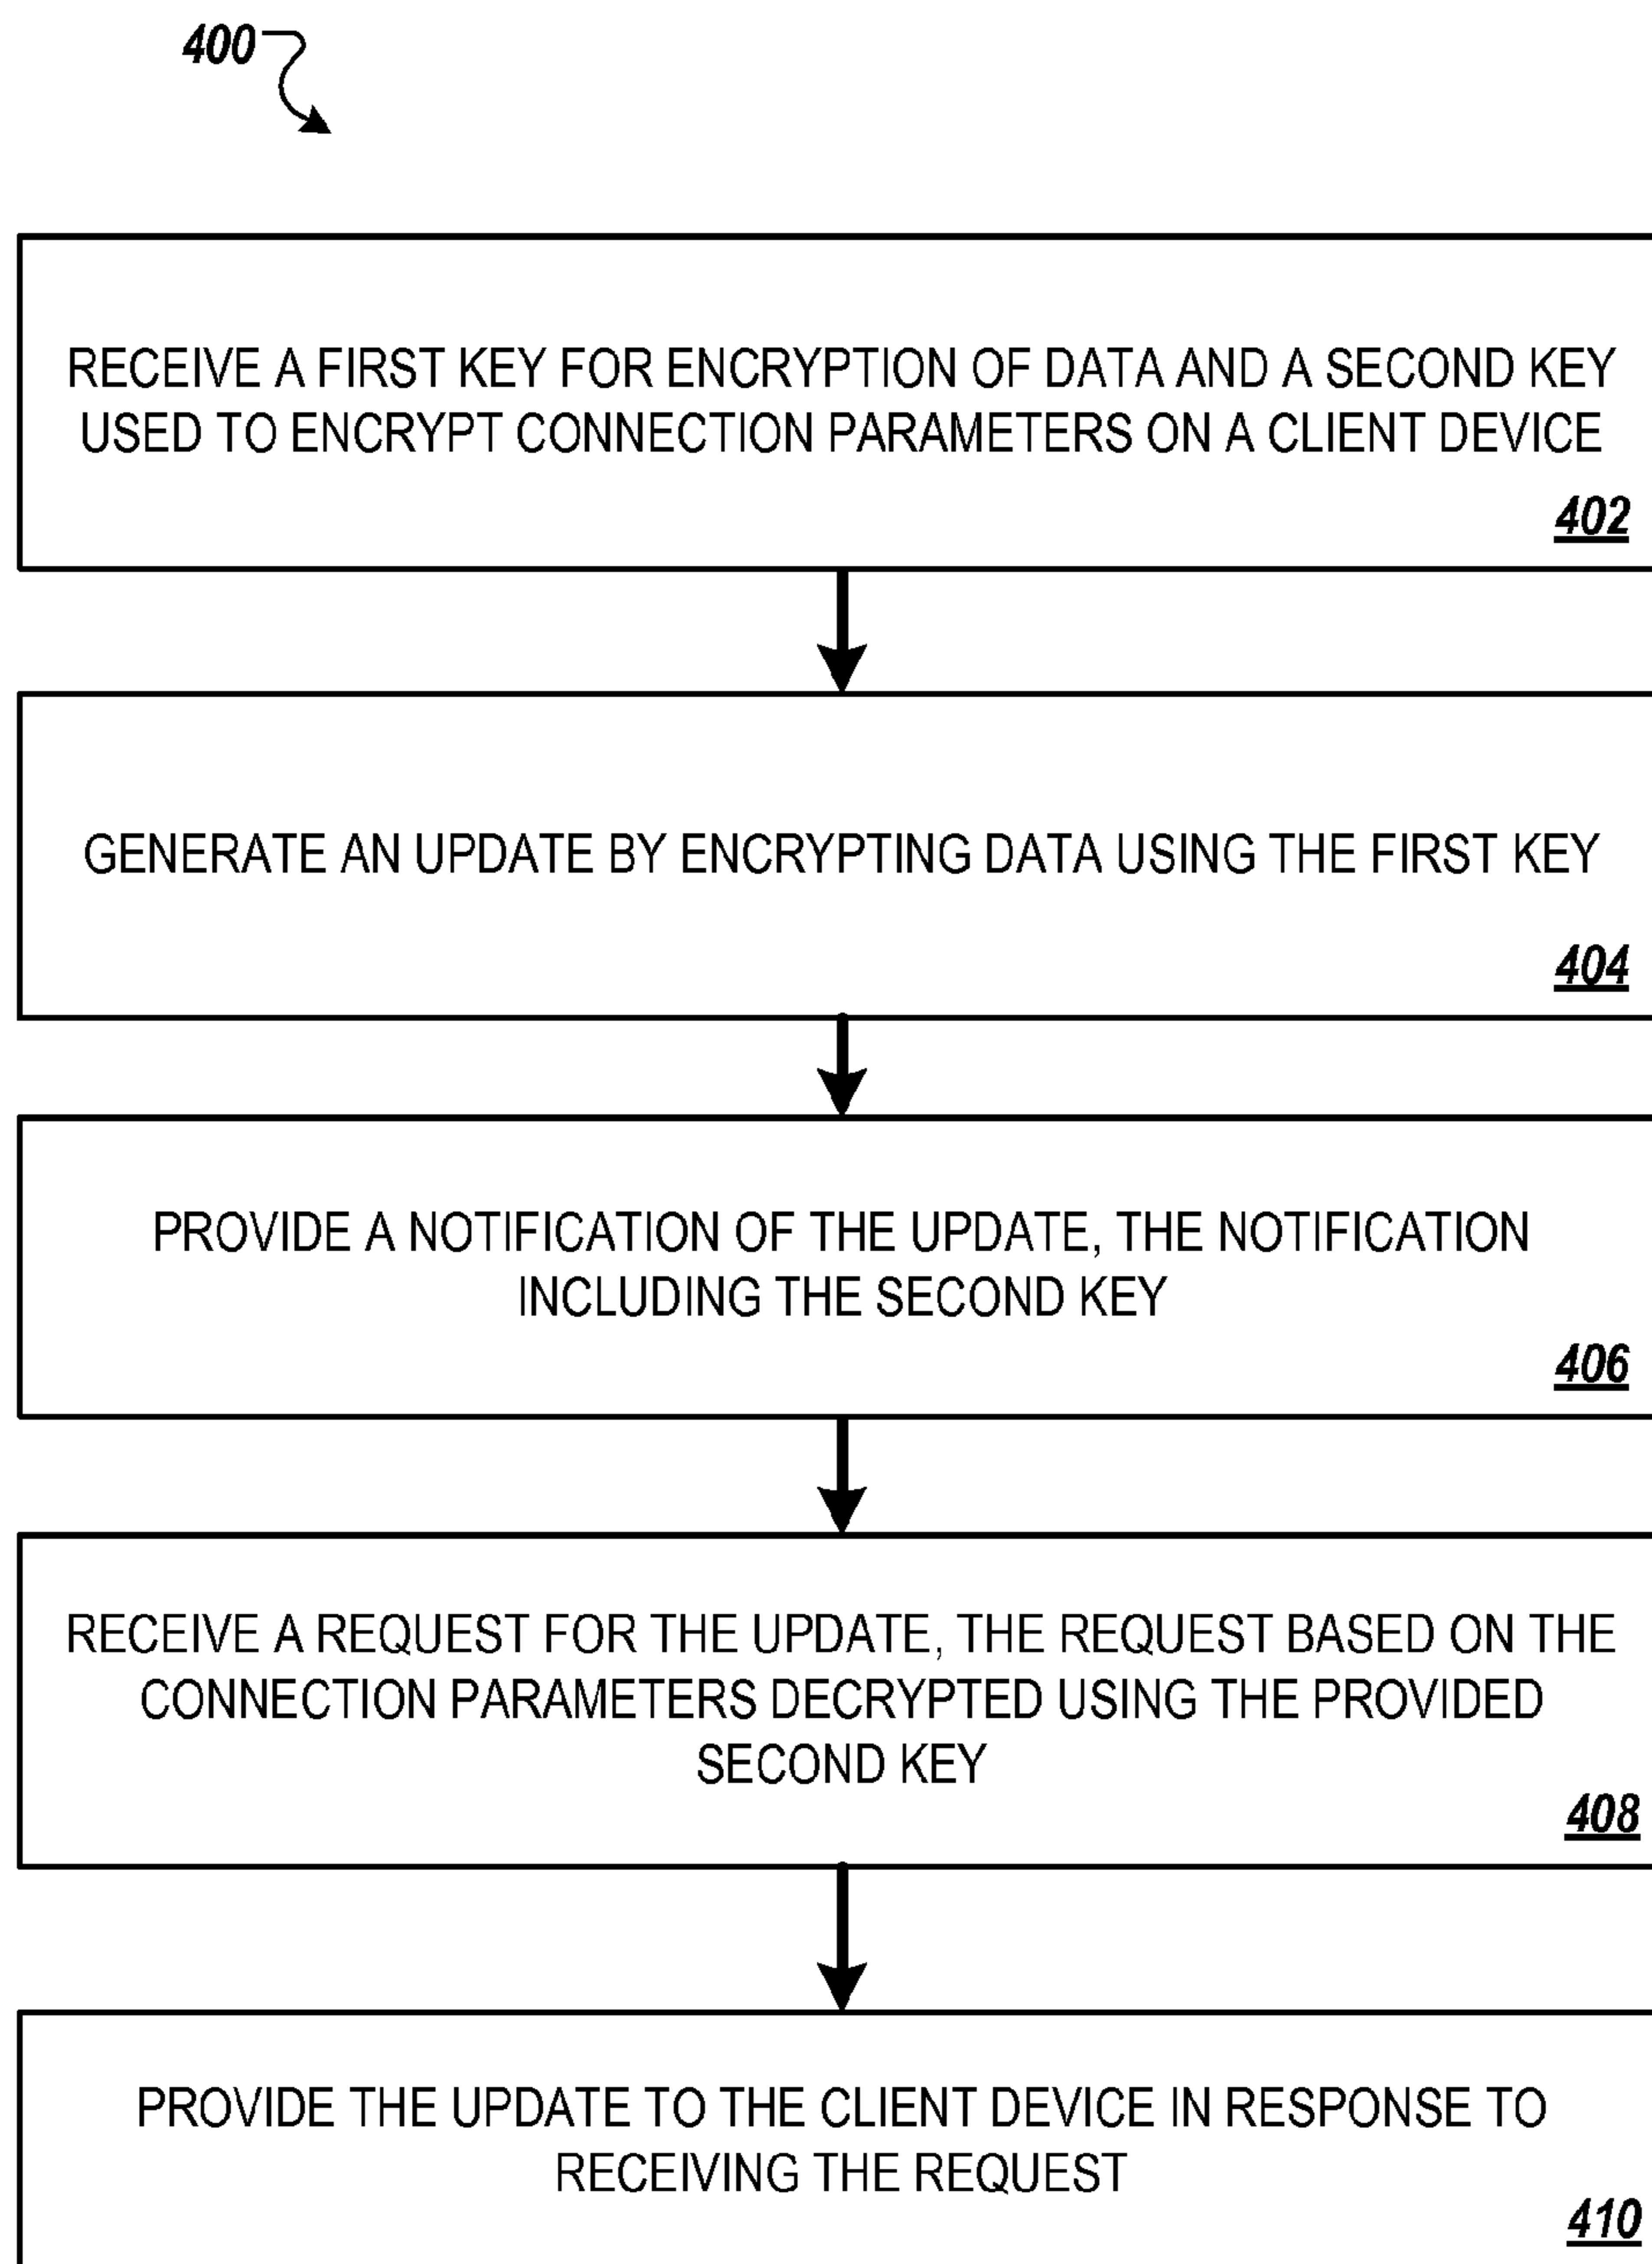 400
RECEIVE A FIRST KEY FOR ENCRYPTION OF DATA AND A SECOND KEY
USED TO ENCRYPT CONNECTION PARAMETERS ON A CLIENT DEVICE
402
GENERATE AN UPDATE BY ENCRYPTING DATA USING THE FIRST KEY
404
PROVIDE A NOTIFICATION OF THE UPDATE, THE NOTIFICATION
INCLUDING THE SECOND KEY
406
RECEIVE A REQUEST FOR THE UPDATE, THE REQUEST BASED ON THE
CONNECTION PARAMETERS DECRYPTED USING THE PROVIDED
SECOND KEY
408
PROVIDE THE UPDATE TO THE CLIENT DEVICE IN RESPONSE TO
RECEIVING THE REQUEST
410